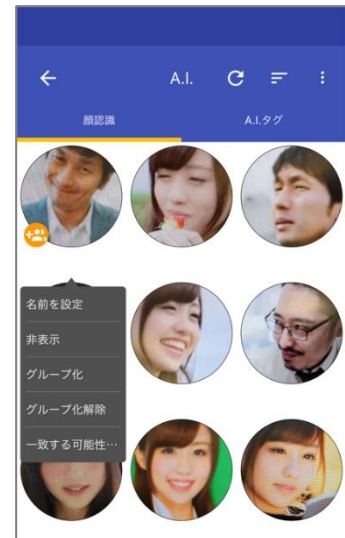 A.I.
顔認識
A.I.タグ
名前を設定
非表示
グループ化
グループ化解除
一致する可能性…